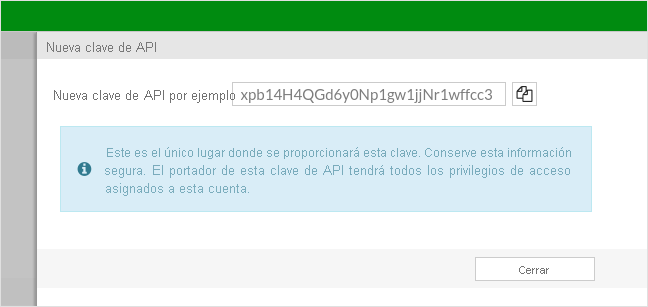 Nueva clave de API
Nueva clave de API por ejemplo xpb14H4QGd6y0Np1gw1jjNr1wffcc3
Este es el único lugar donde se proporcionará esta clave. Conserve esta información
segura. El portador de esta clave de API tendrá todos los privilegios de acceso
asignados a esta cuenta.
Cerrar